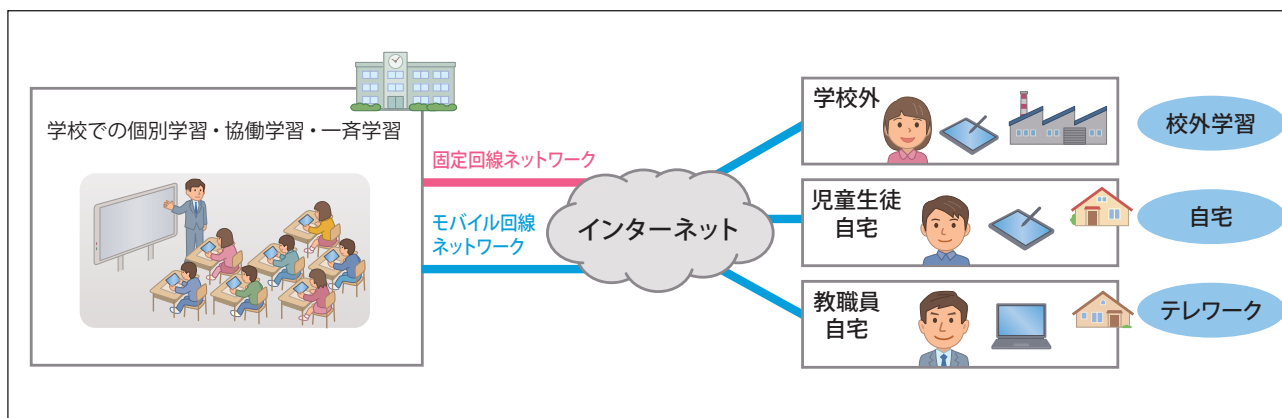 学校での個別学習・協働学習・一斉学習
固定回線ネットワーク
モバイル回線
ネットワーク
インターネット
学校外
校外学習
児童生徒
自宅
自宅
教職員
自宅
テレワーク